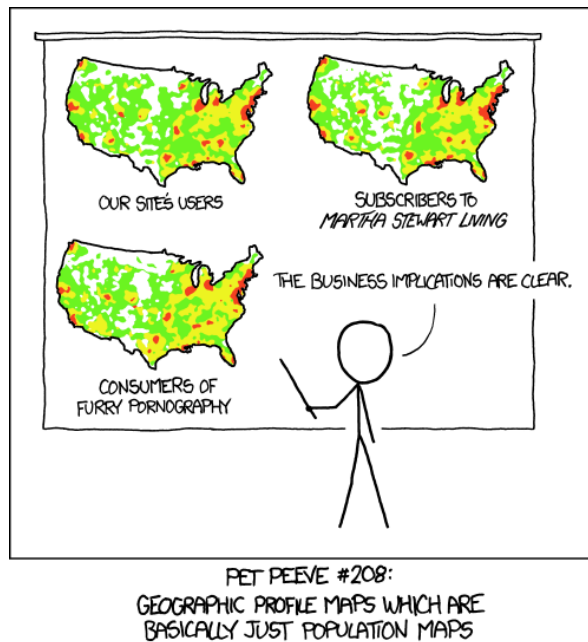 OUR SITE'S USERS
SUBSCRIBERS TO
MARTHA STEWART LIVING
THE BUSINESS IMPLICATIONS ARE CLEAR.
CONSUMERS OF
FURRY PORNOGRAPHY
PET PEEVE #208:
GEOGRAPHIC PROFILE MAPS WHICH ARE
BASICALLY JUST POPULATION MAPS